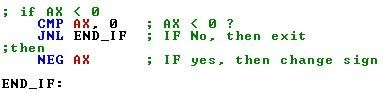 ; if AX < 0
CMP AX, 0 ; AX < 0 ?
JNL END_IF ; IF No, then exit
;then
NEG AX ; IF yes, then change sign
END_IF: